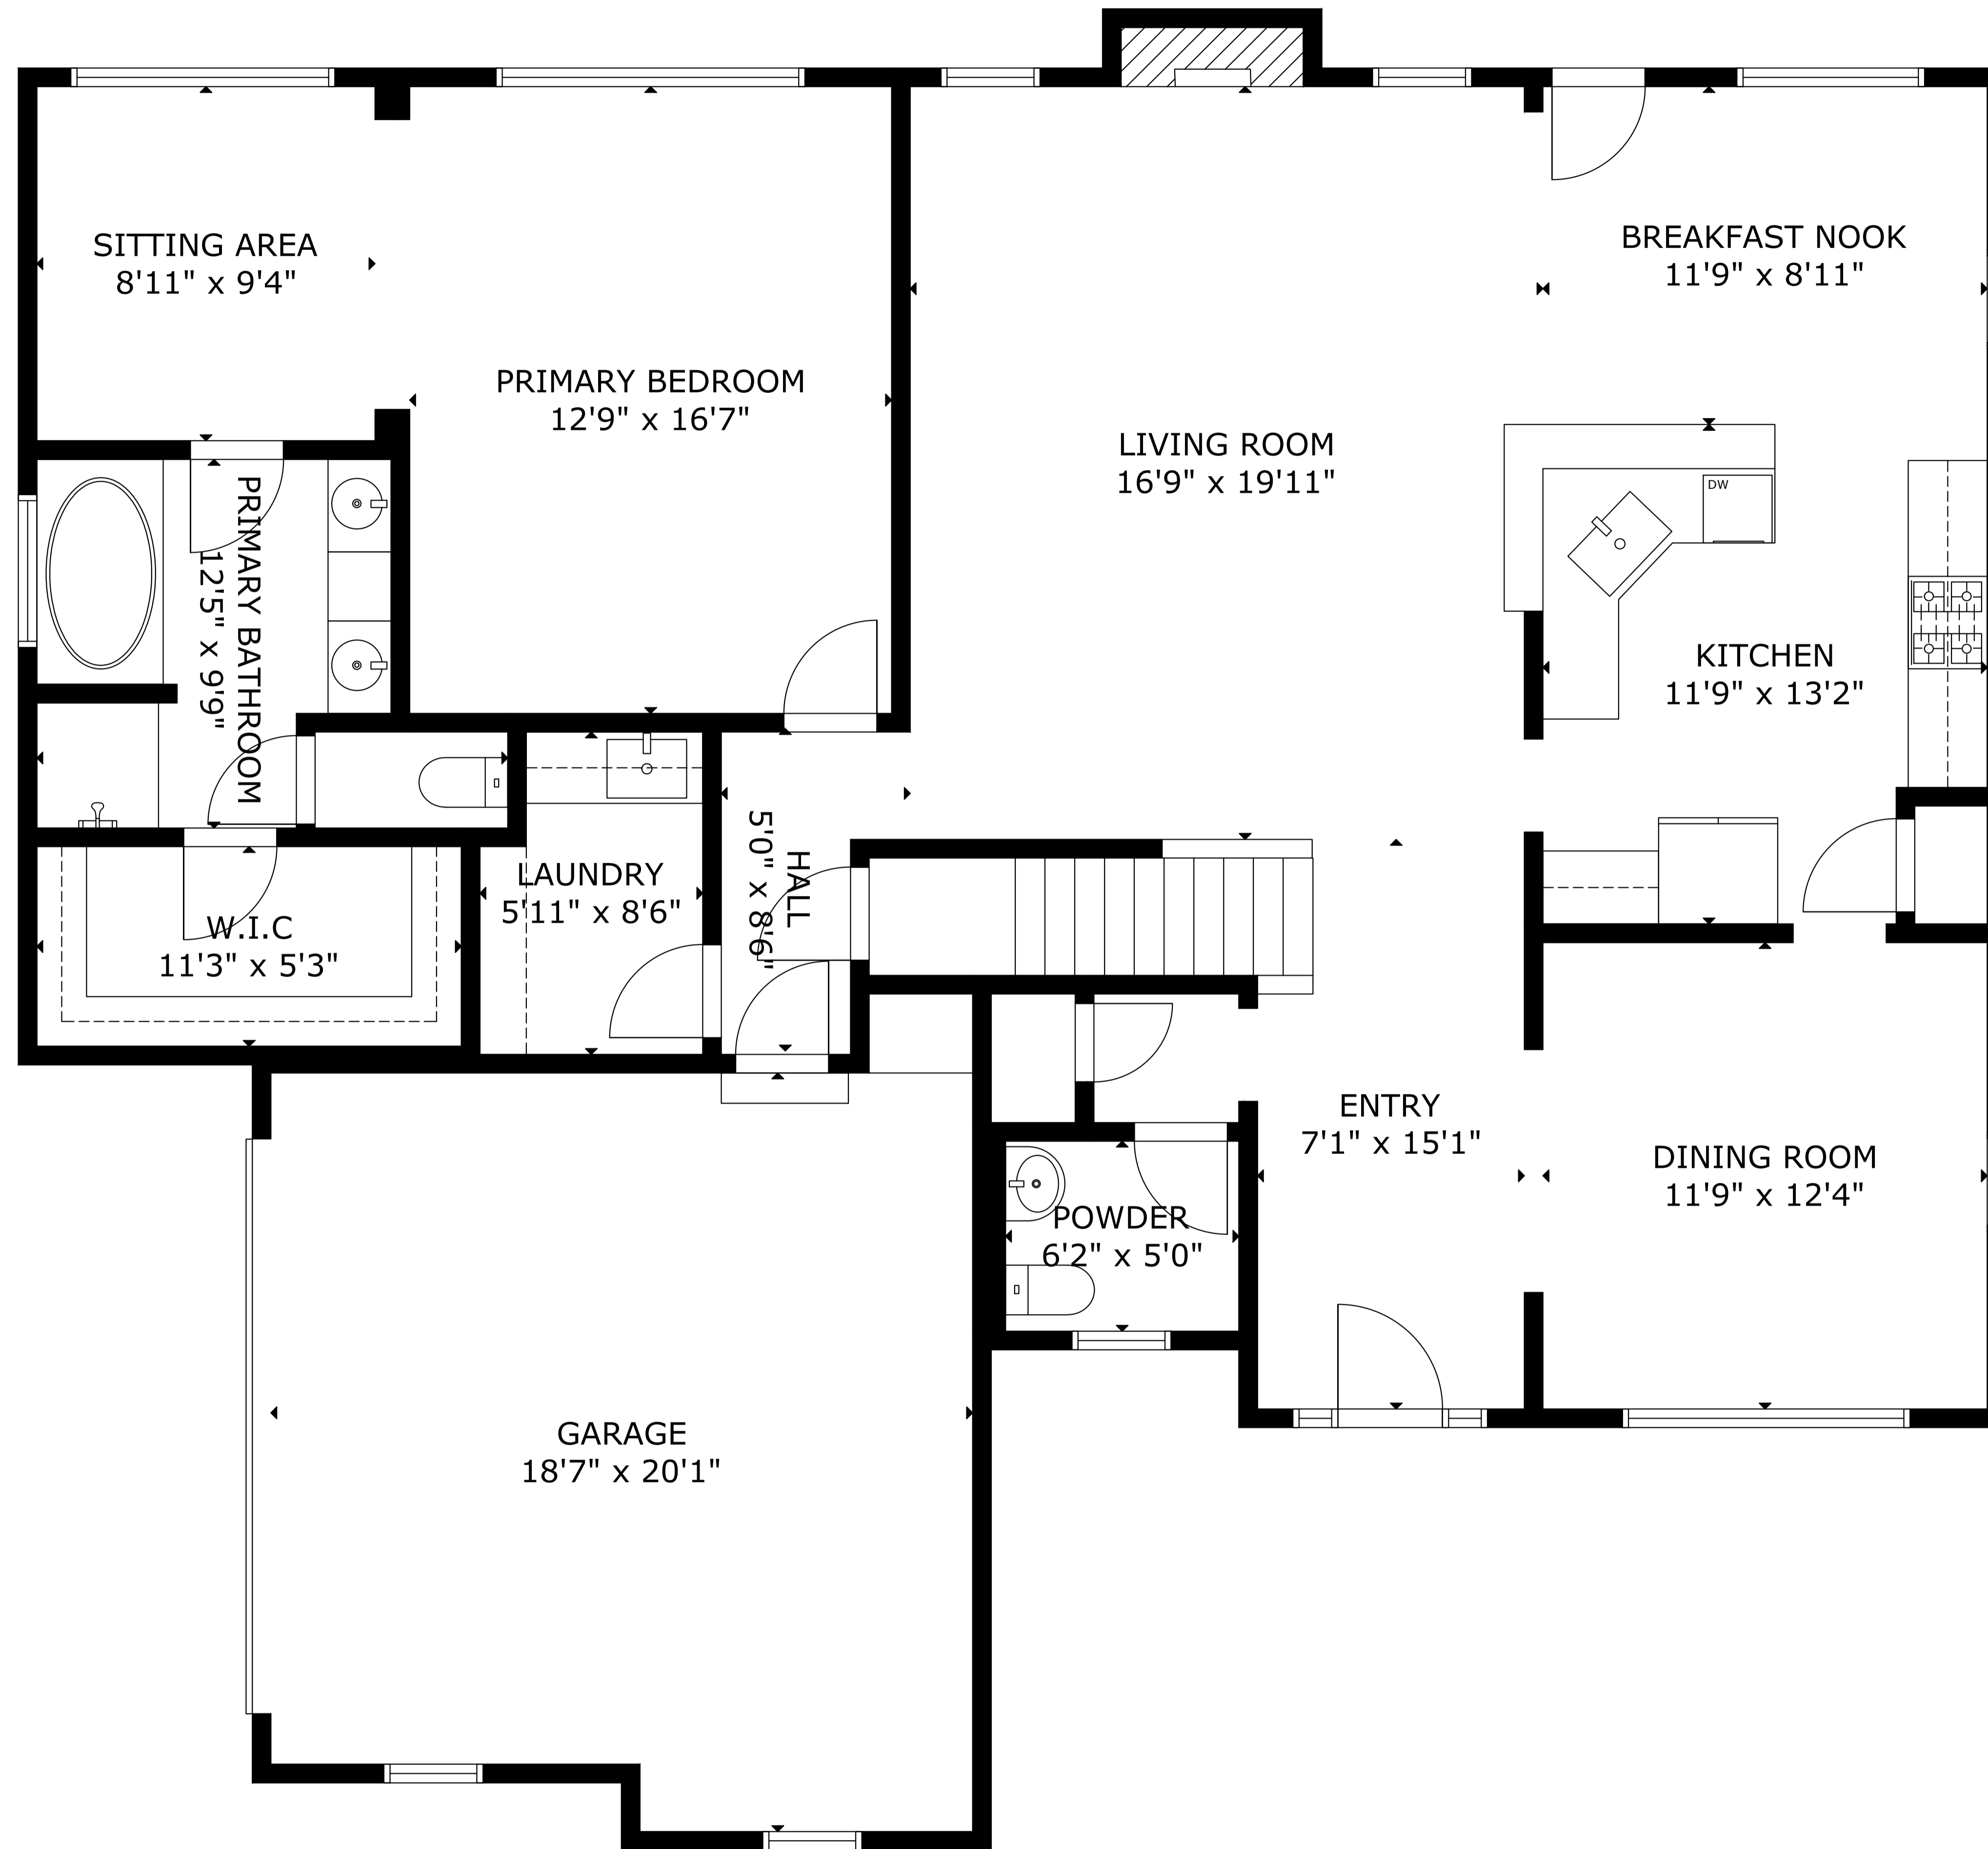 SITTING AREA
8'11" x 9'4"
PRIMARY BEDROOM
12'9" x 16'7"
LIVING ROOM
16'9" x 19'11"
BREAKFAST NOOK
11'9" x 8'11"
DW
KITCHEN
11'9" x 13'2"
PRIMARY BATHROOM
12'5" x 9'9"
W.I.C
11'3" x 5'3"
LAUNDRY
5'11" x 8'6"
HALL
5'0" x 8'6"
ENTRY
7'1" x 15'1"
DINING ROOM
11'9" x 12'4"
POWDER
6'2" x 5'0"
GARAGE
18'7" x 20'1"